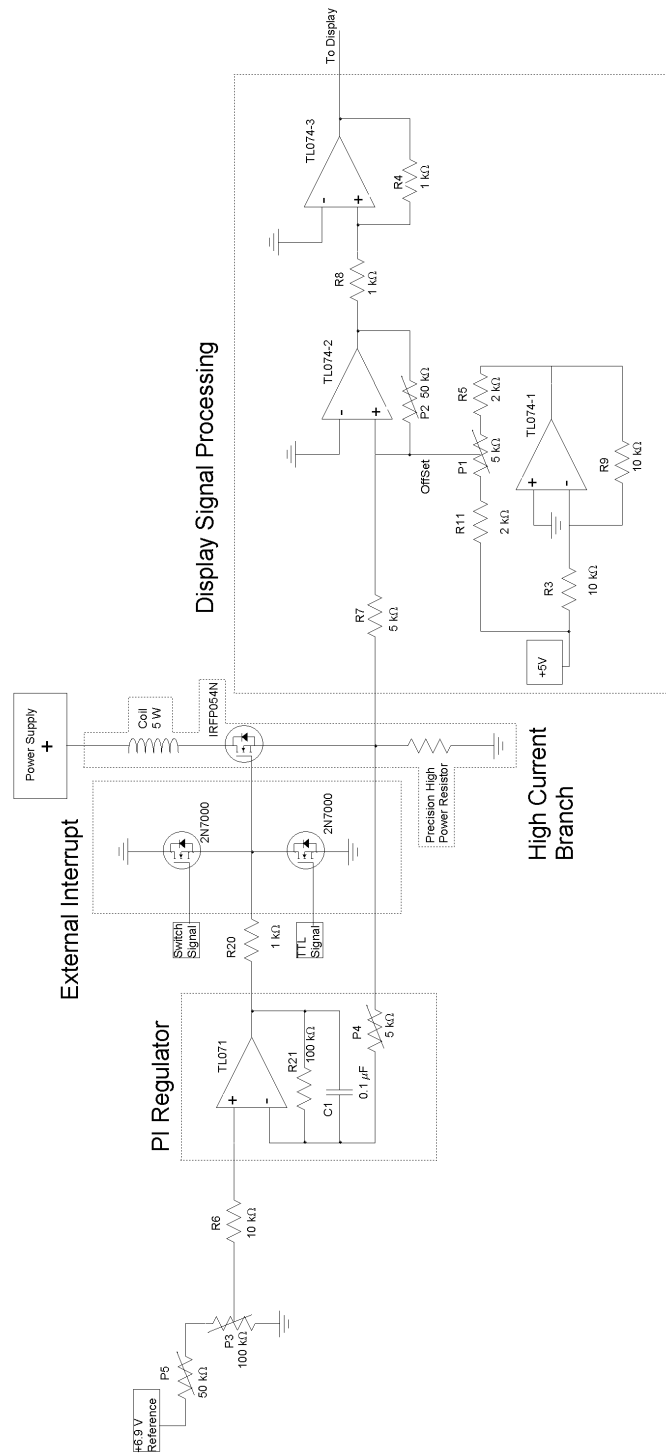 +6.9 V
Reference
P5
50 kΩ
P3
100 kΩ
R6
10 kΩ
PI Regulator
TL071
+
-
R21
100 kΩ
C1
0.1 μF
P4
5 kΩ
R20
1 kΩ
External Interrupt
Switch
Signal
2N7000
TTL
Signal
2N7000
Power Supply
+
Coil
5 W
IRFP054N
Precision High
Power Resistor
High Current
Branch
Display Signal Processing
R7
5 kΩ
TL074-2
-
+
P2
50 kΩ
OffSet
P1
5 kΩ
R11
2 kΩ
R5
2 kΩ
TL074-1
+
-
R9
10 kΩ
R3
10 kΩ
+5V
R8
1 kΩ
TL074-3
-
+
R4
1 kΩ
To Display